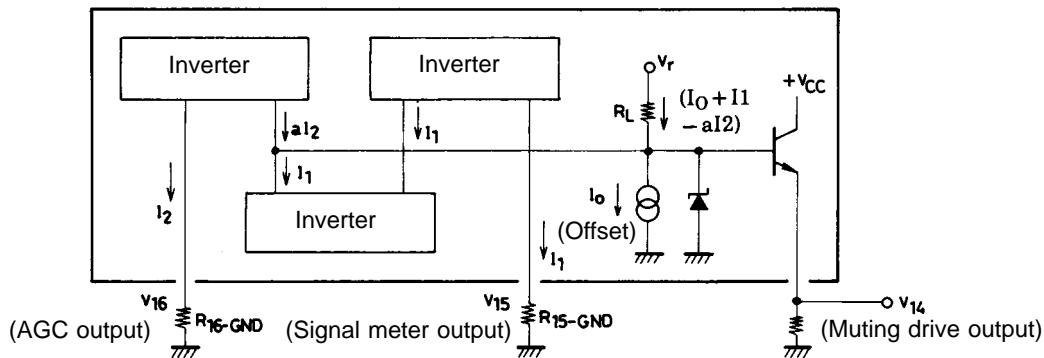 Inverter
Inverter
Vr
+VCC
RL
(IO+I1
−aI2)
aI2
I1
I1
I2
Inverter
Io
(Offset)
I1
V16
R16-GND
(AGC output)
V15
R15-GND
(Signal meter output)
V14
(Muting drive output)